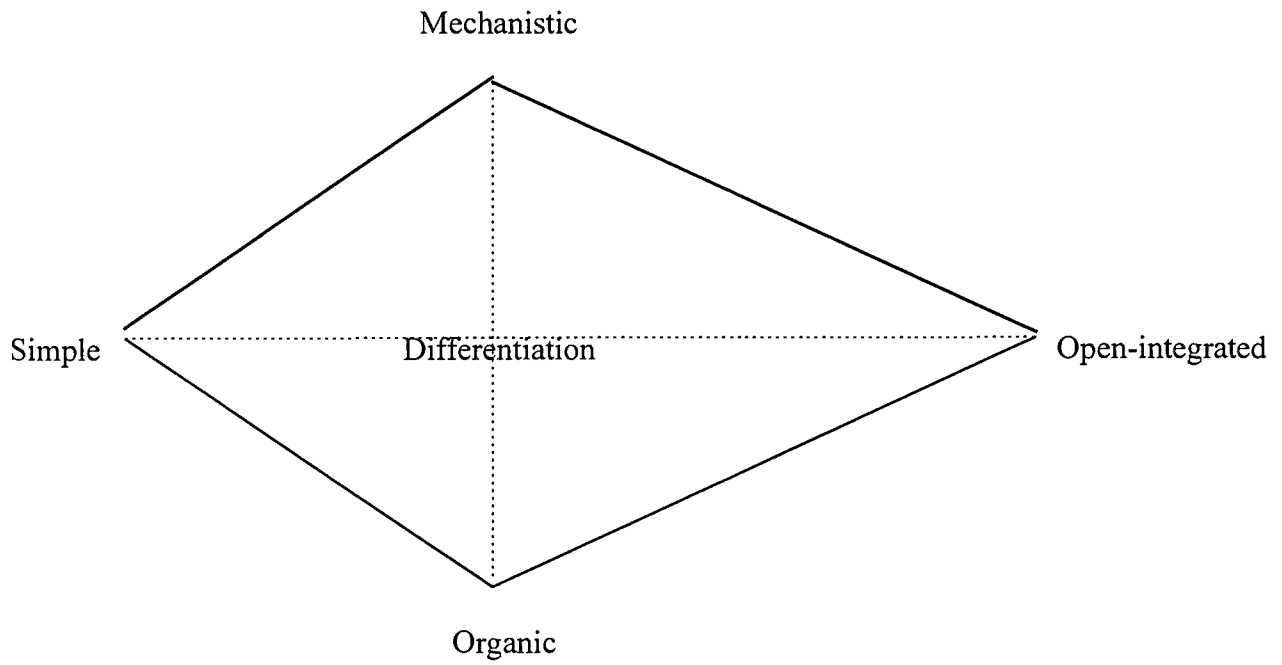 Mechanistic
Simple
Differentiation
Open-integrated
Organic